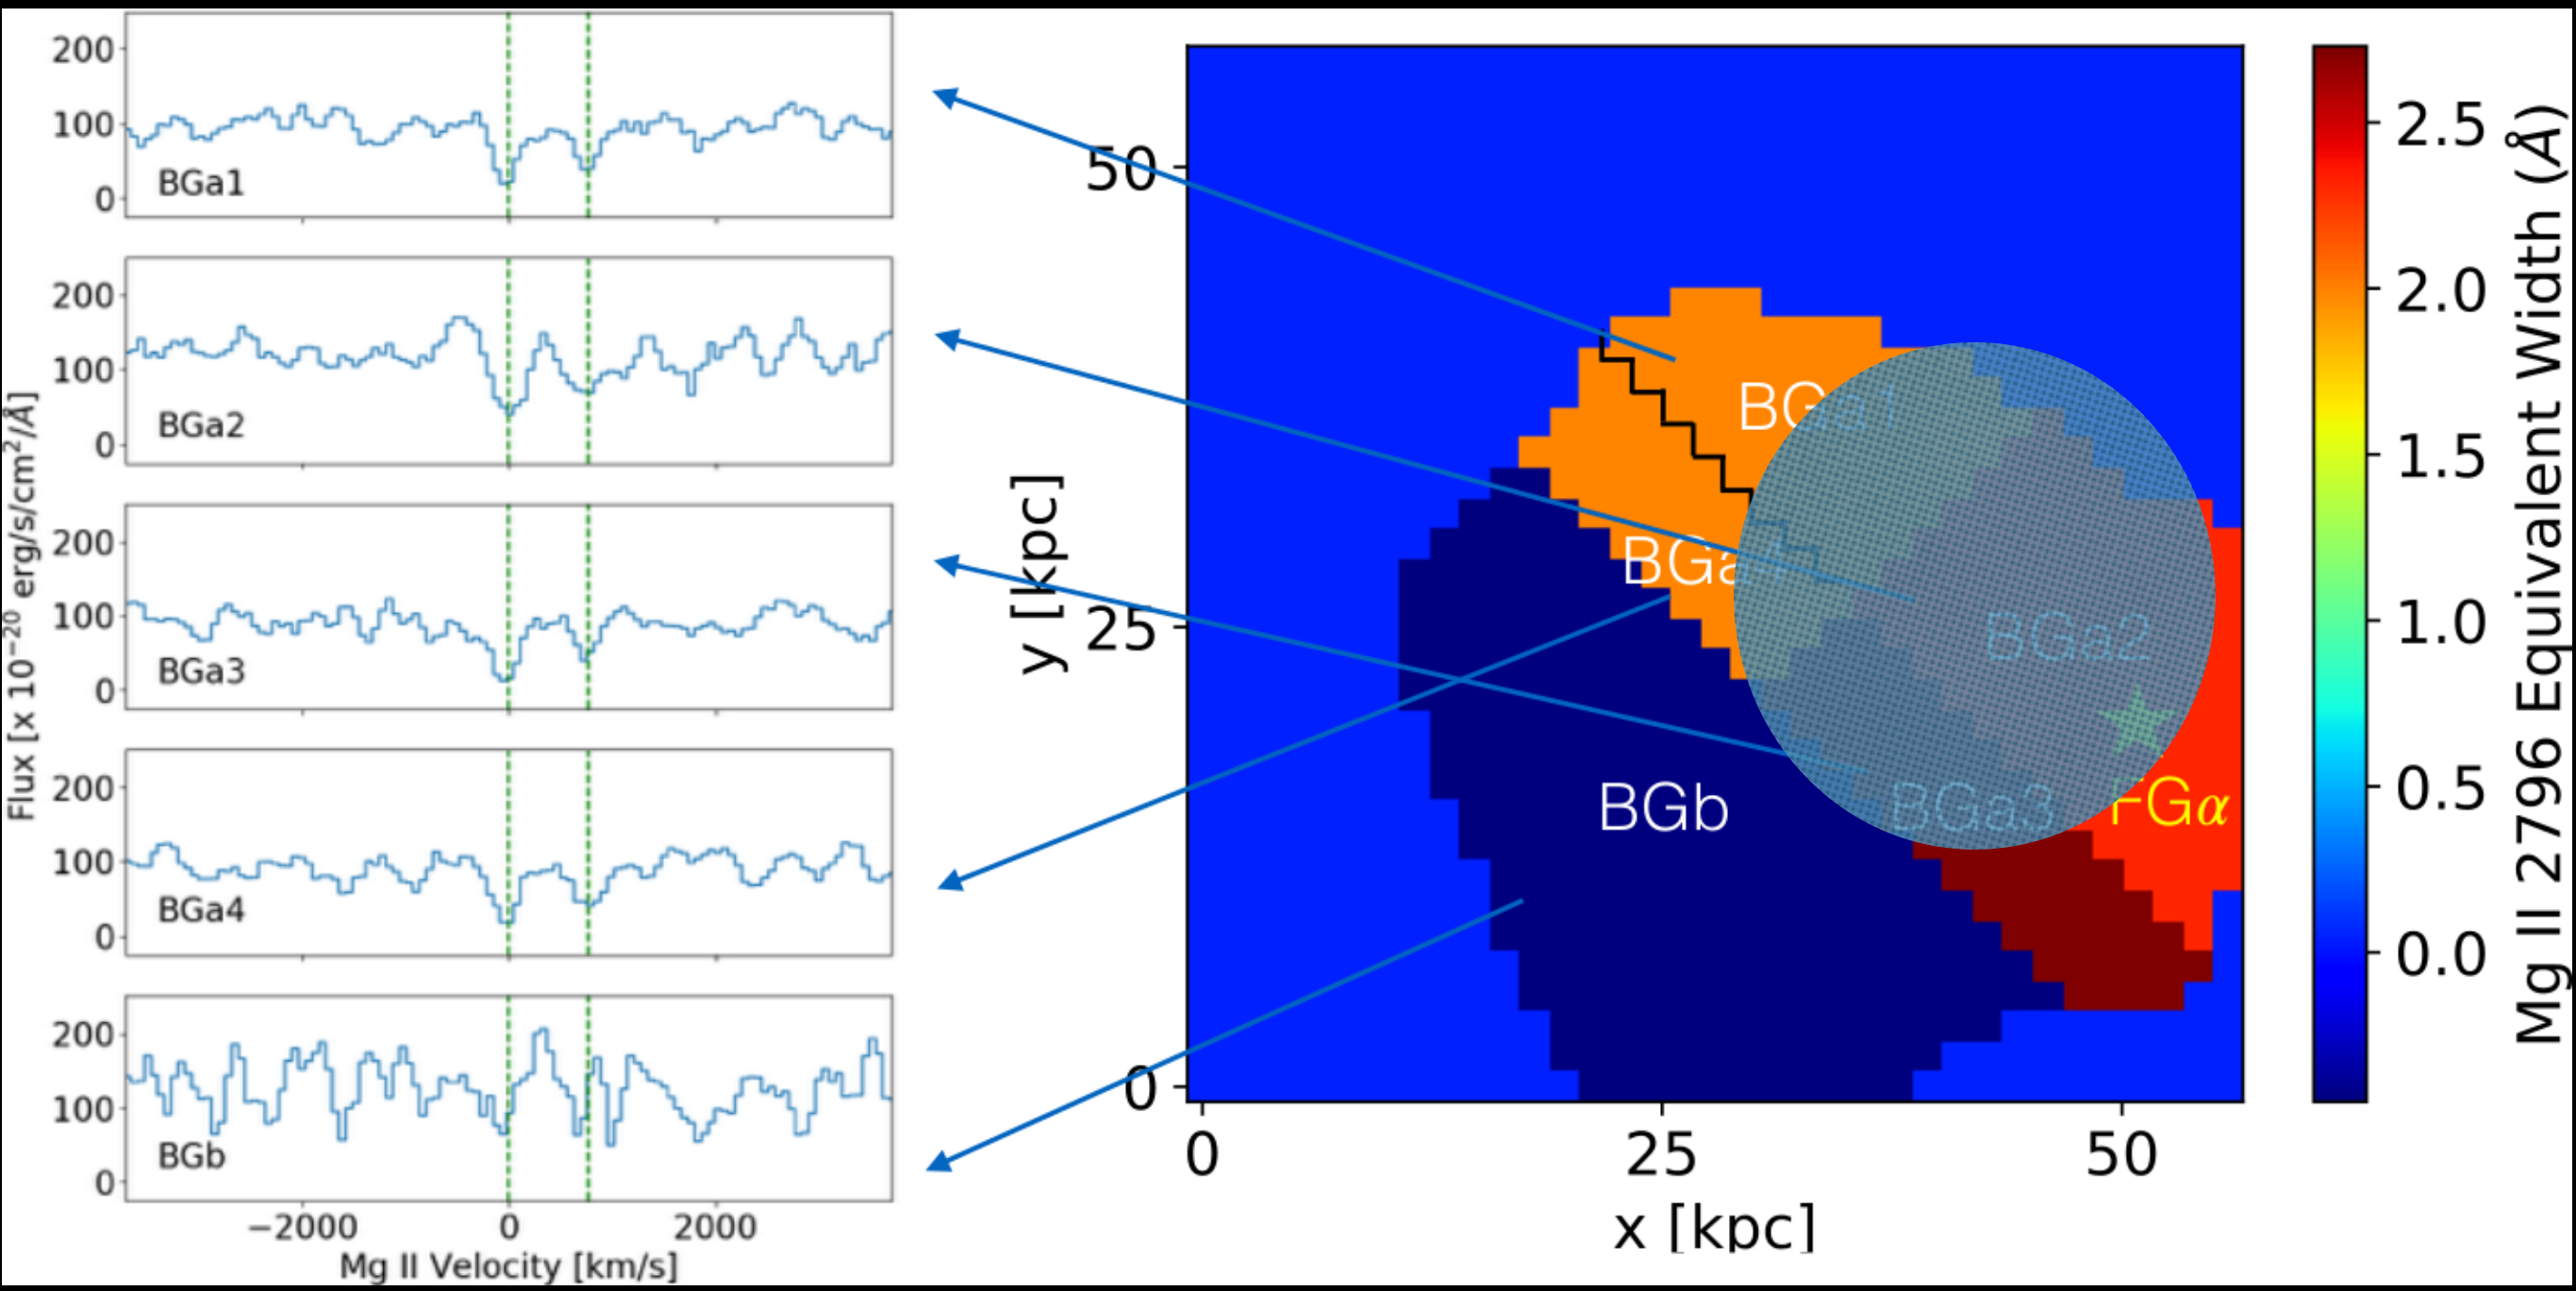 200
100
0
BGa1
200
100
0
BGa2
200
100
0
BGa3
200
100
0
BGa4
200
100
0
BGb
−2000 0 2000
Mg II Velocity [km/s]
Flux [x 10⁻²⁰ erg/s/cm²/Å]
50
25
0
y [kpc]
0 25 50
x [kpc]
BGa1
BGa4
BGa2
BGb
BGa3
FGα
2.5
2.0
1.5
1.0
0.5
0.0
Mg II 2796 Equivalent Width (Å)